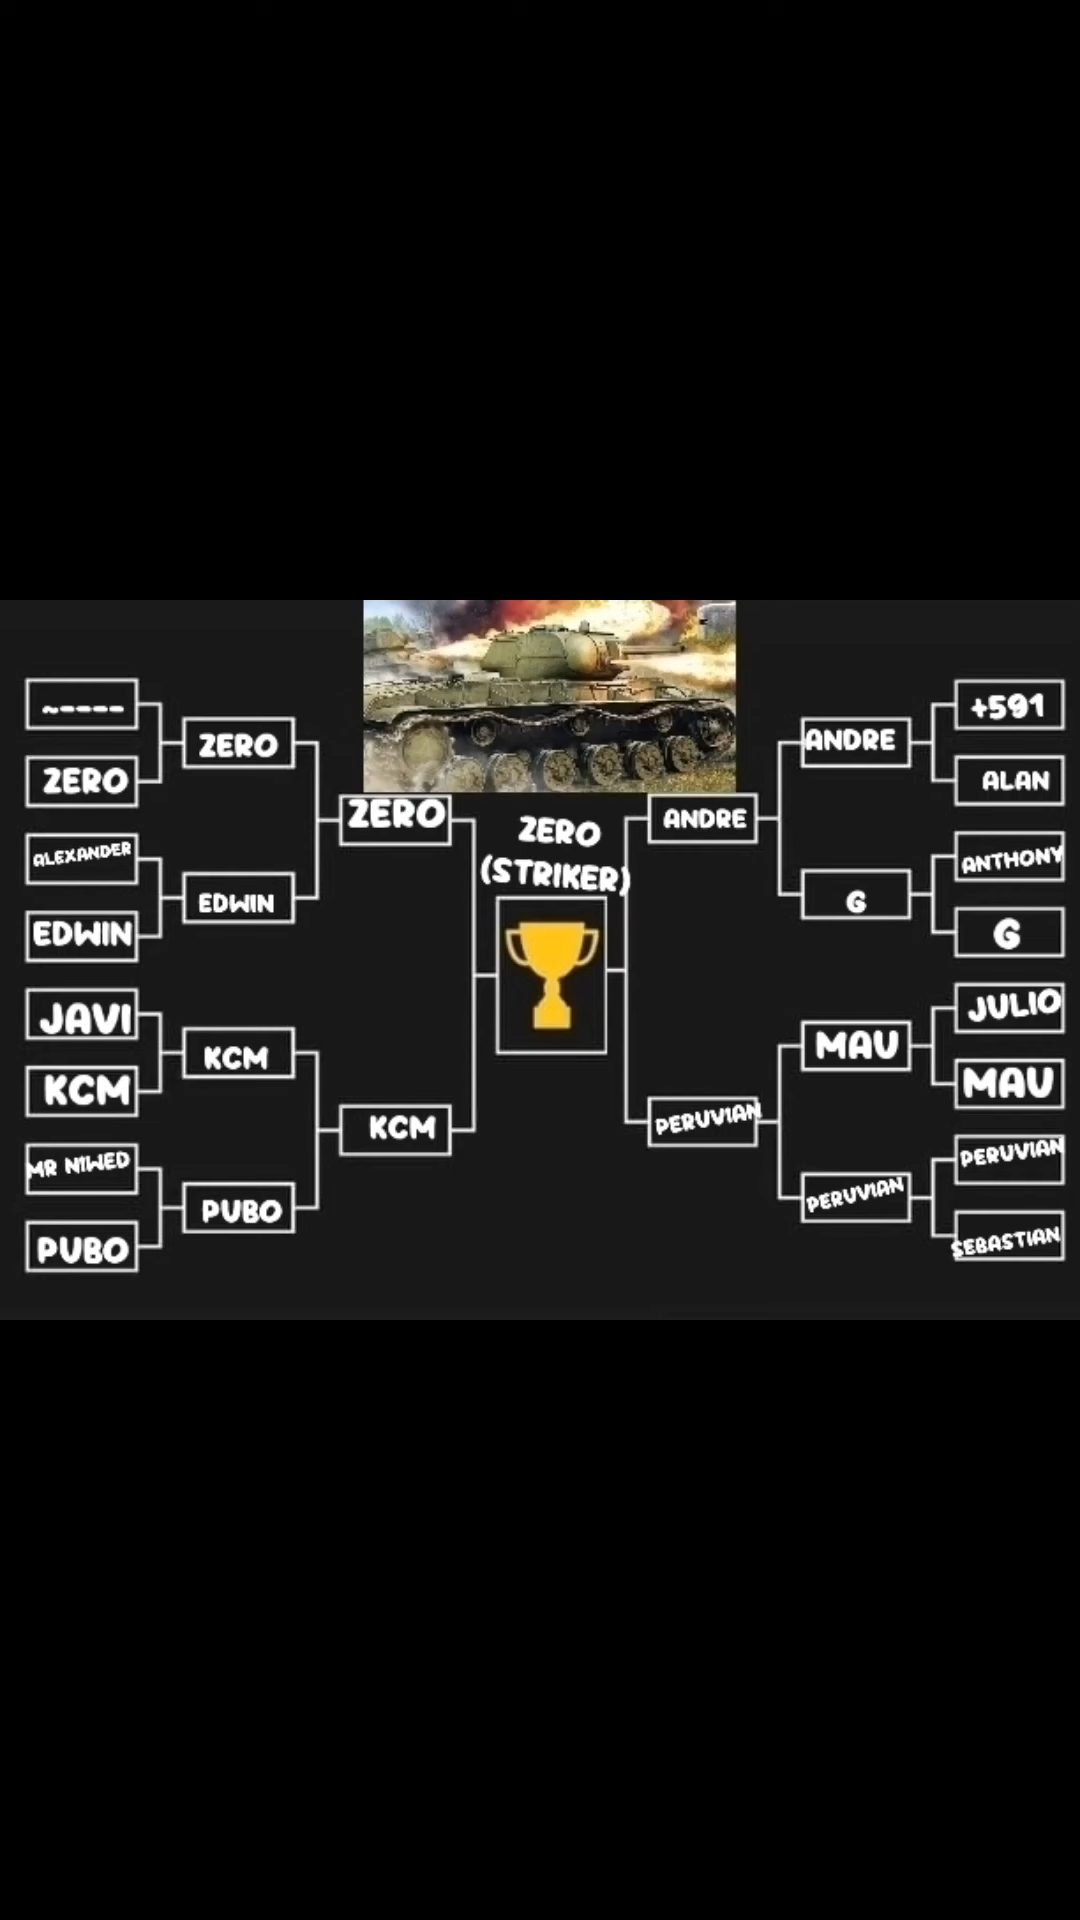 ~----
ZERO
ALEXANDER
EDWIN
JAVI
KCM
MR N1WED
PUBO
ZERO
EDWIN
KCM
PUBO
ZERO
KCM
ZERO
(STRIKER)
ANDRE
PERUVIAN
ANDRE
G
MAU
PERUVIAN
+591
ALAN
ANTHONY
G
JULIO
MAU
PERUVIAN
SEBASTIAN